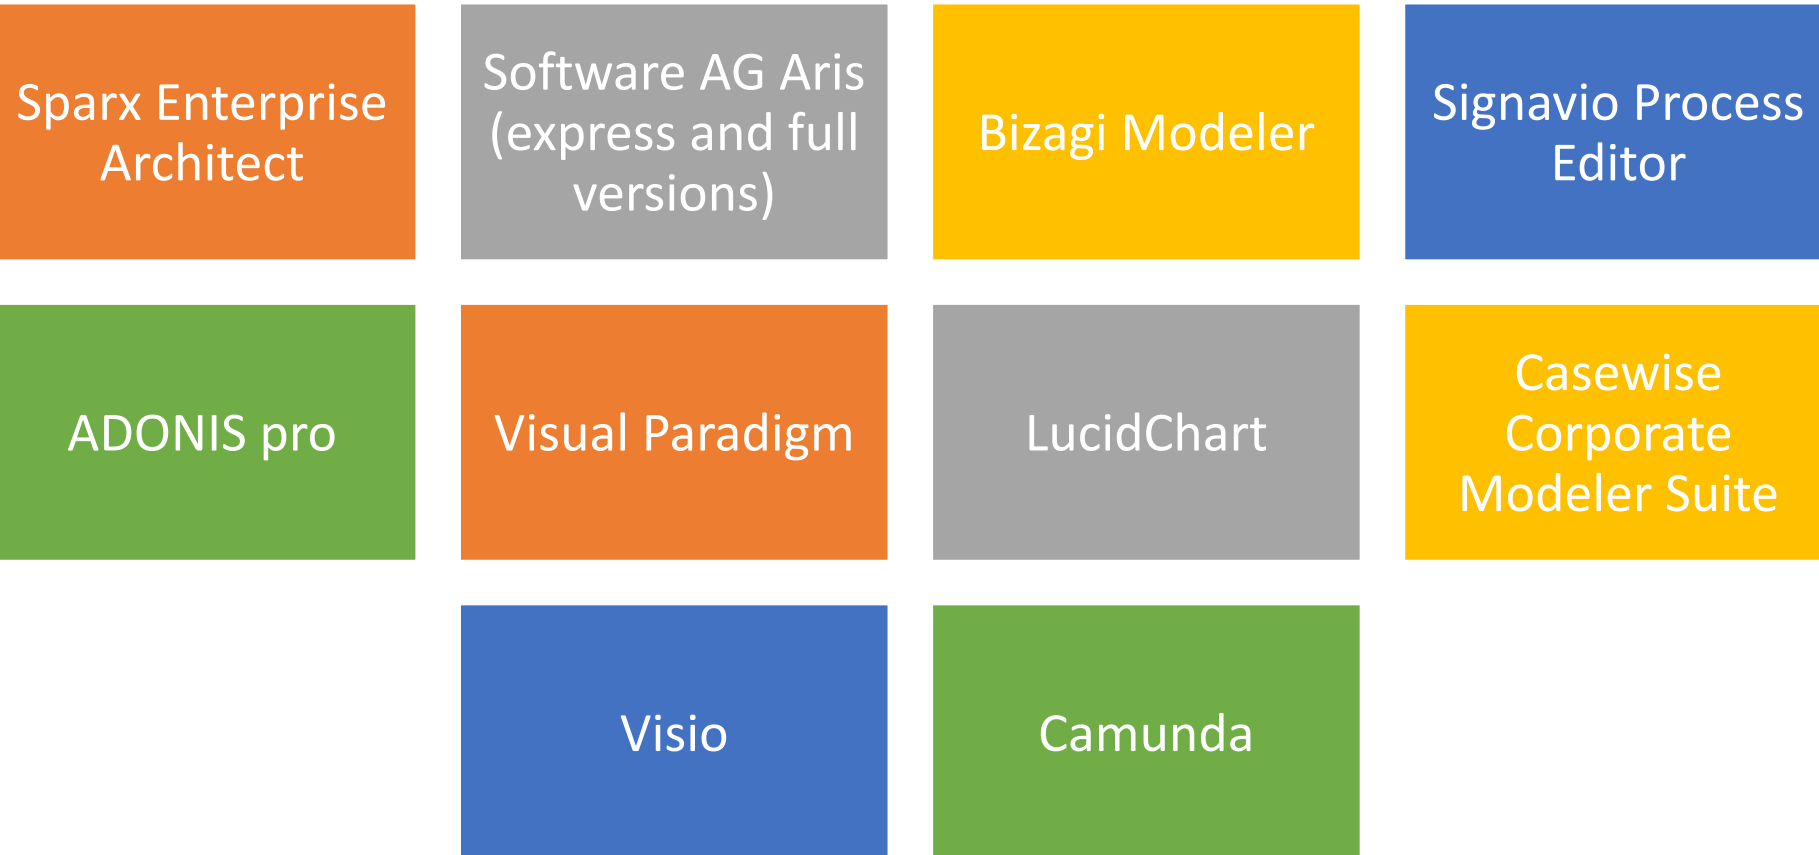 Sparx Enterprise
Architect
Software AG Aris
(express and full
versions)
Bizagi Modeler
Signavio Process
Editor
ADONIS pro
Visual Paradigm
LucidChart
Casewise
Corporate
Modeler Suite
Visio
Camunda